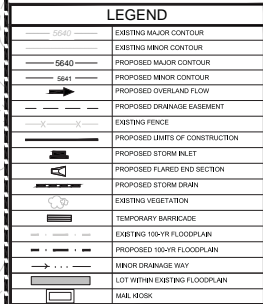 LEGEND
5640 EXISTING MAJOR CONTOUR
EXISTING MINOR CONTOUR
5640 PROPOSED MAJOR CONTOUR
5641 PROPOSED MINOR CONTOUR
PROPOSED OVERLAND FLOW
PROPOSED DRAINAGE EASEMENT
X X EXISTING FENCE
PROPOSED LIMITS OF CONSTRUCTION
PROPOSED STORM INLET
PROPOSED FLARED END SECTION
PROPOSED STORM DRAIN
EXISTING VEGETATION
TEMPORARY BARRICADE
EXISTING 100-YR FLOODPLAIN
PROPOSED 100-YR FLOODPLAIN
MINOR DRAINAGE WAY
LOT WITHIN EXISTING FLOODPLAIN
MAIL KIOSK